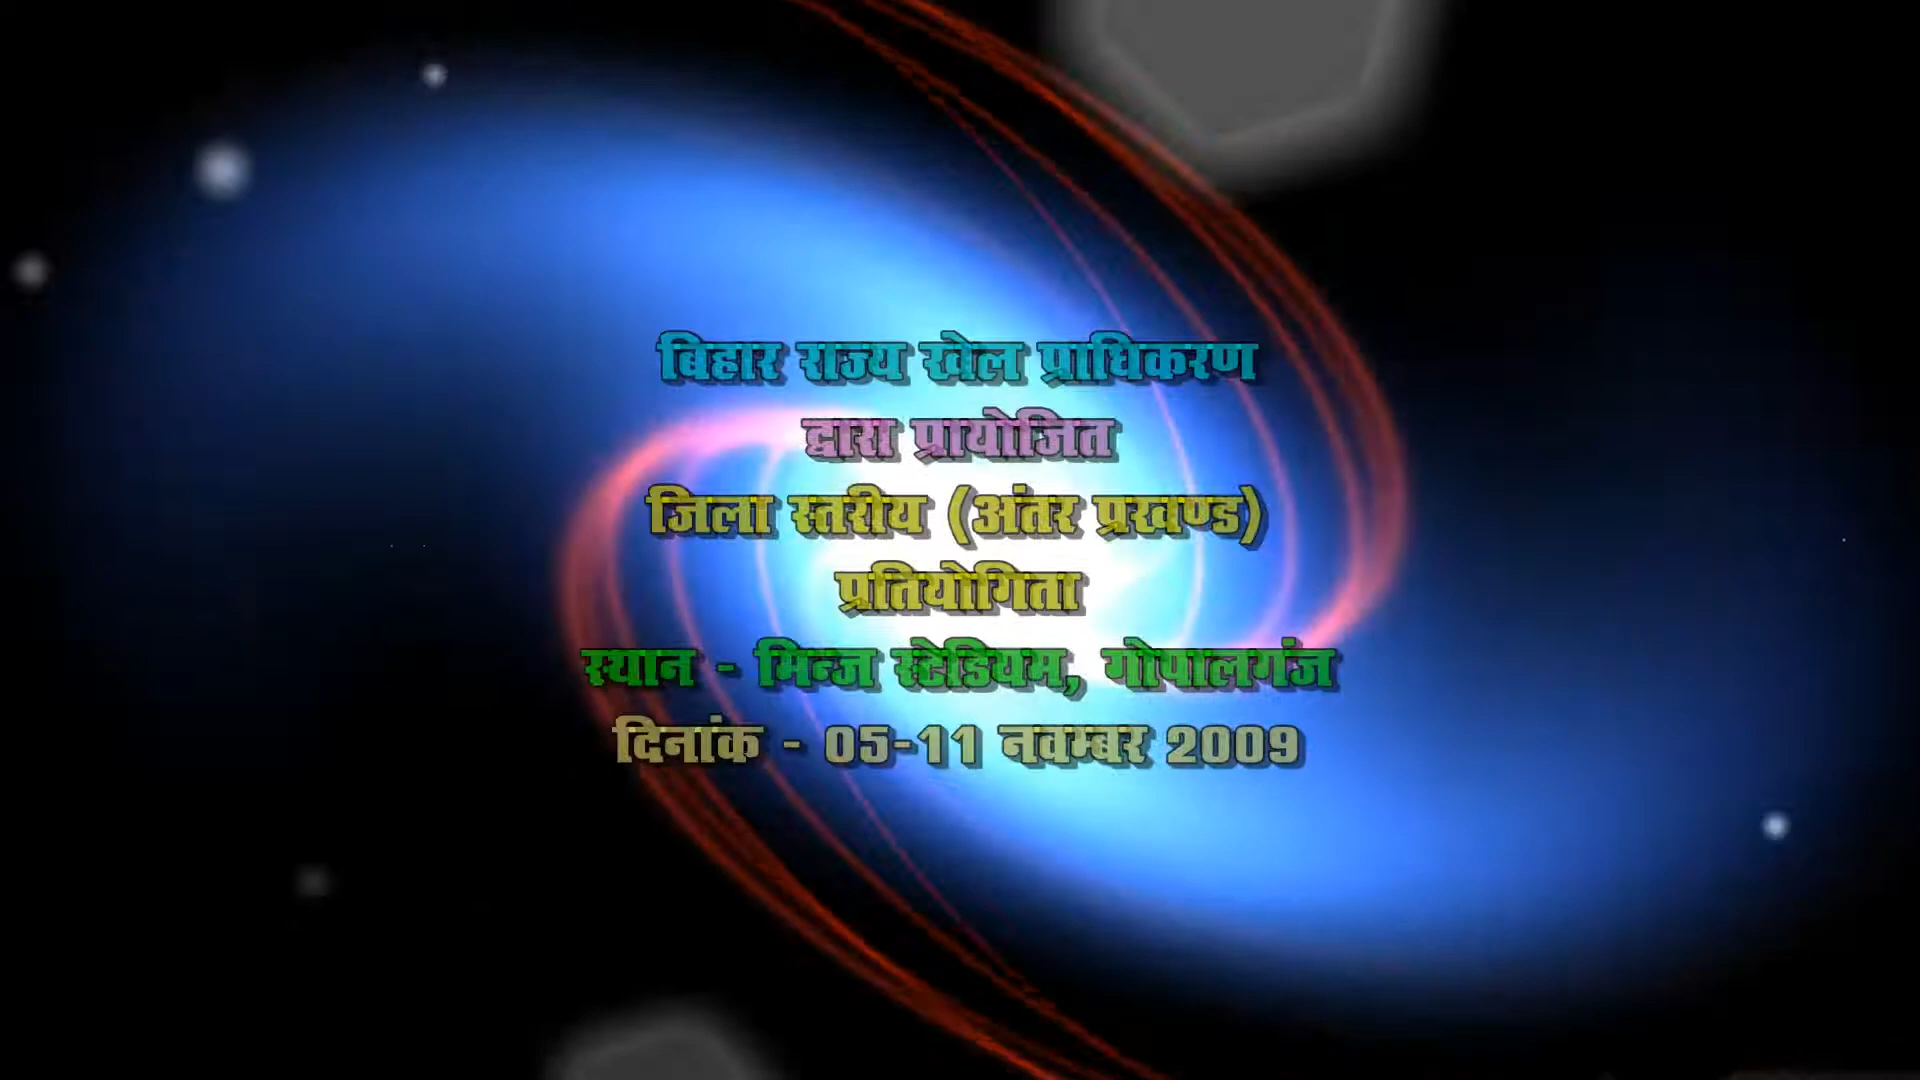 बिहार राज्य खेल प्राधिकरण
द्वारा प्रायोजित
जिला स्तरीय (अंतर प्रखण्ड)
प्रतियोगिता
स्थान - मिन्ज स्टेडियम, गोपालगंज
दिनांक - 05-11 नवम्बर 2009